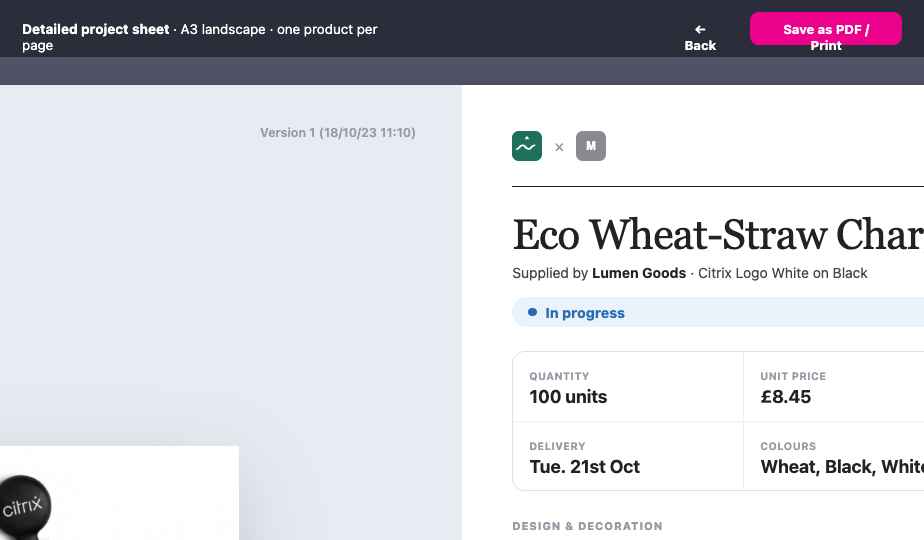 Detailed project sheet · A3 landscape · one product per
page
← Back
Save as PDF /
Print
Version 1 (18/10/23 11:10)
× M
Eco Wheat-Straw Char
Supplied by Lumen Goods · Citrix Logo White on Black
In progress
QUANTITY
100 units
UNIT PRICE
£8.45
DELIVERY
Tue. 21st Oct
COLOURS
Wheat, Black, White
DESIGN & DECORATION
citrix